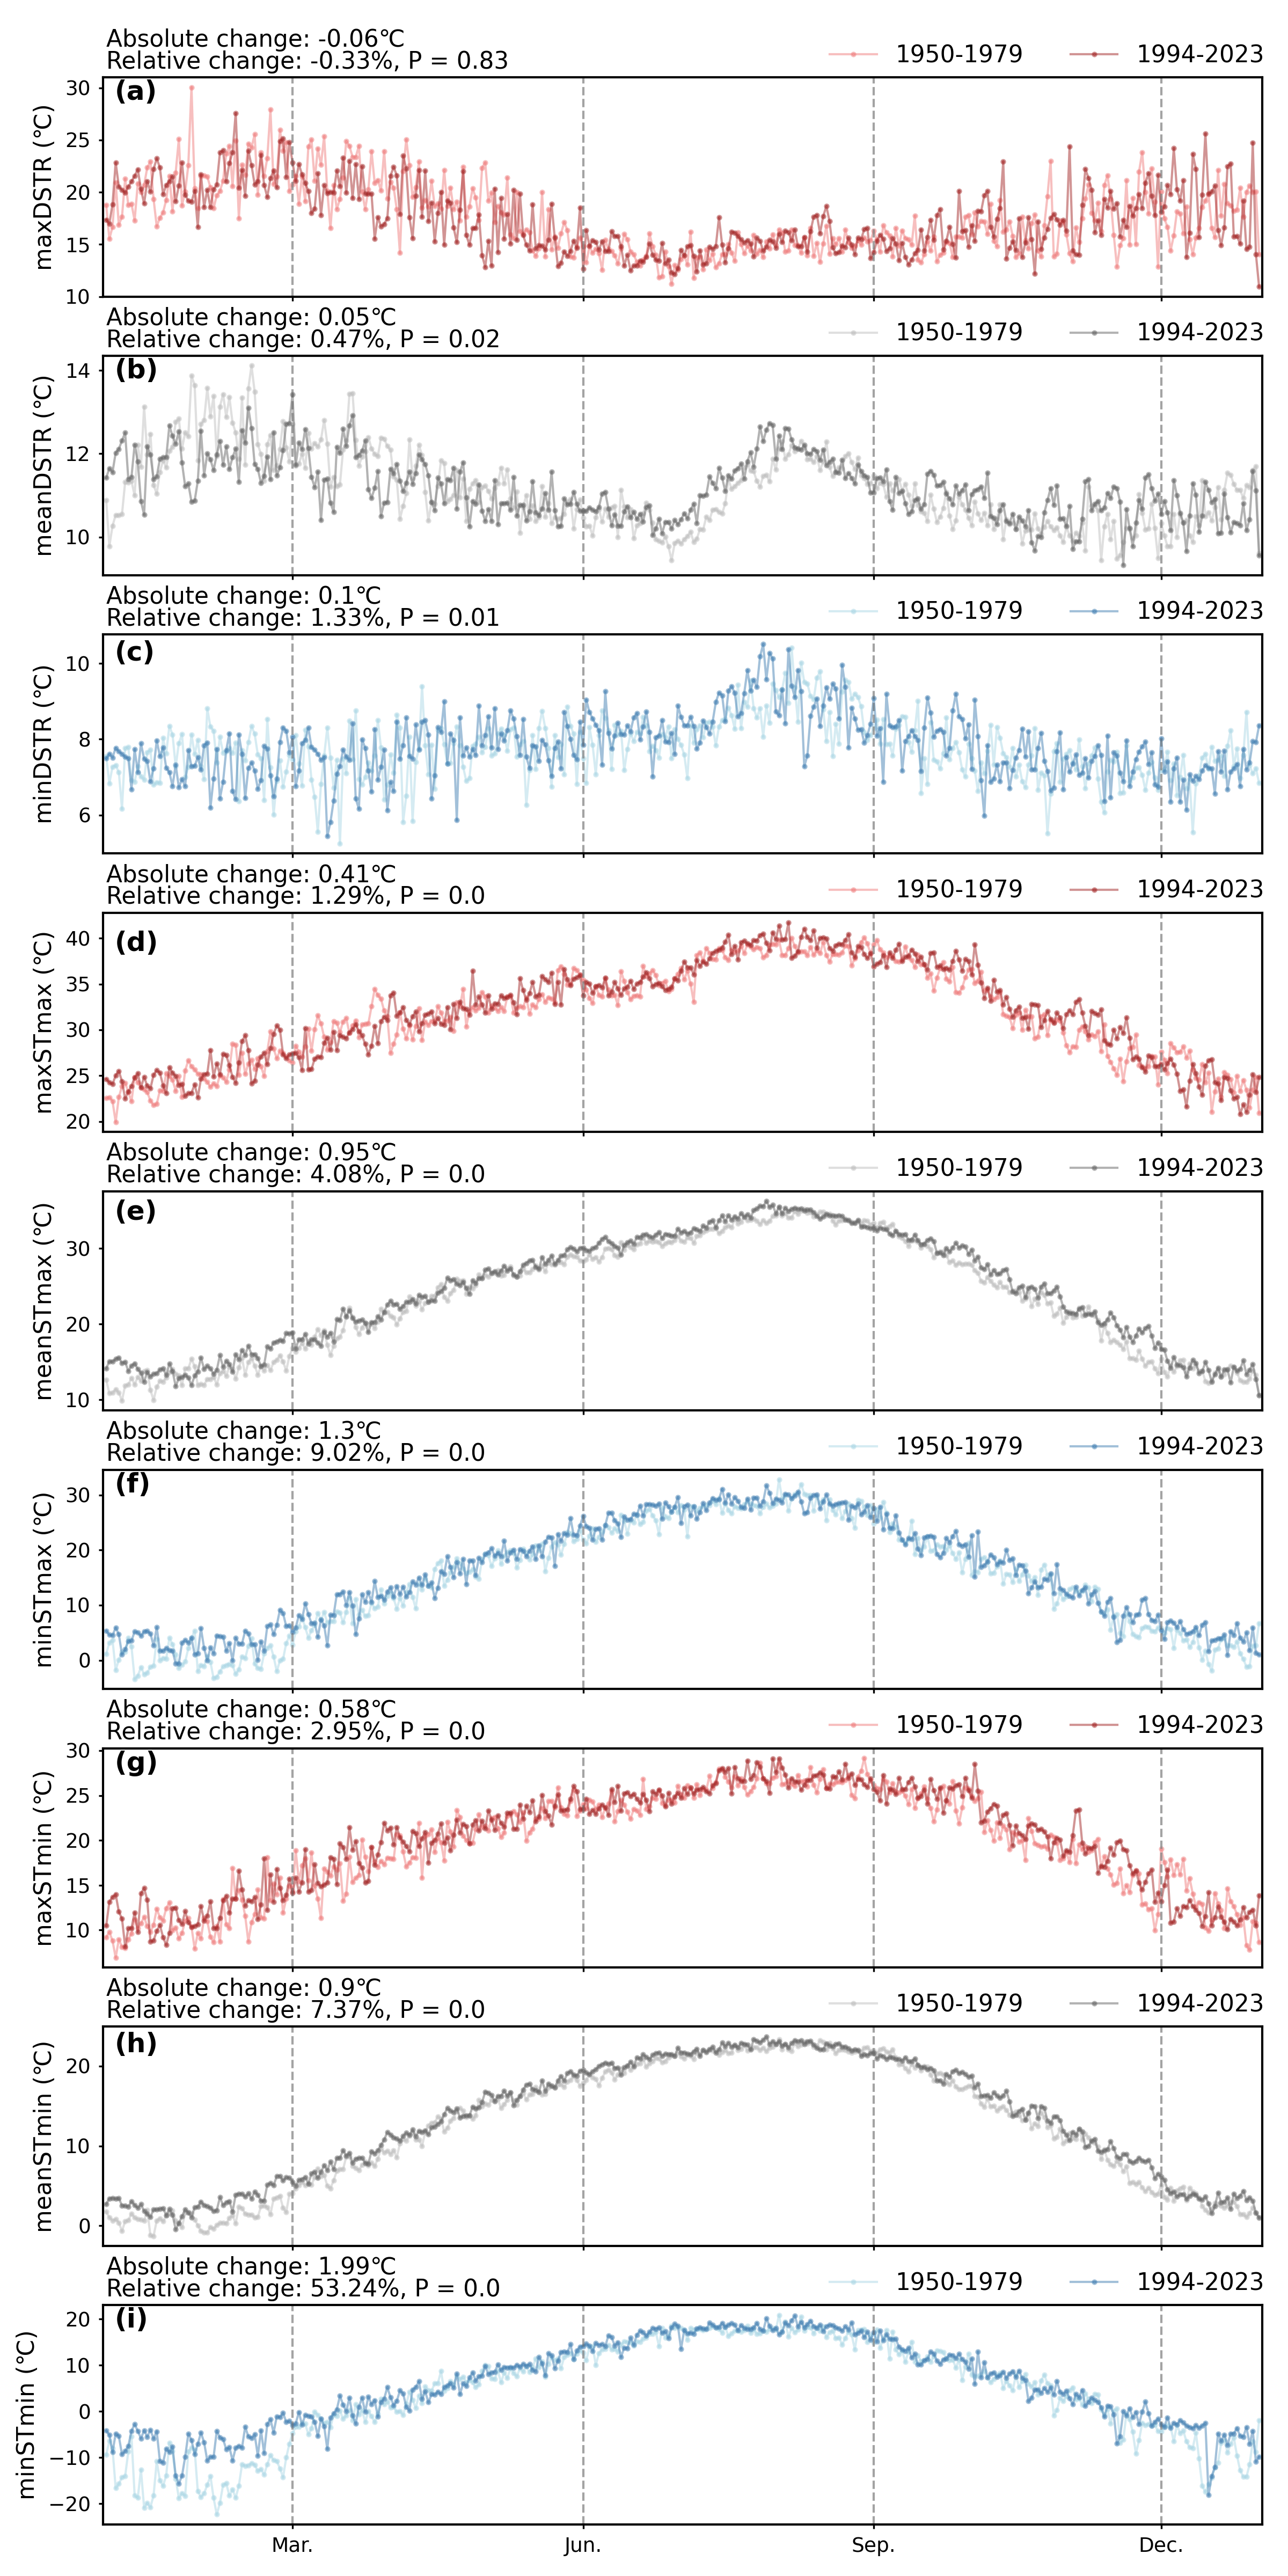 Absolute change: -0.06℃
Relative change: -0.33%, P = 0.83
1950-1979 1994-2023
(a)
maxDSTR (℃)
30
25
20
15
10
Absolute change: 0.05℃
Relative change: 0.47%, P = 0.02
1950-1979 1994-2023
(b)
meanDSTR (℃)
14
12
10
Absolute change: 0.1℃
Relative change: 1.33%, P = 0.01
1950-1979 1994-2023
(c)
minDSTR (℃)
10
8
6
Absolute change: 0.41℃
Relative change: 1.29%, P = 0.0
1950-1979 1994-2023
(d)
maxSTmax (℃)
40
35
30
25
20
Absolute change: 0.95℃
Relative change: 4.08%, P = 0.0
1950-1979 1994-2023
(e)
meanSTmax (℃)
30
20
10
Absolute change: 1.3℃
Relative change: 9.02%, P = 0.0
1950-1979 1994-2023
(f)
minSTmax (℃)
30
20
10
0
Absolute change: 0.58℃
Relative change: 2.95%, P = 0.0
1950-1979 1994-2023
(g)
maxSTmin (℃)
30
25
20
15
10
Absolute change: 0.9℃
Relative change: 7.37%, P = 0.0
1950-1979 1994-2023
(h)
meanSTmin (℃)
20
10
0
Absolute change: 1.99℃
Relative change: 53.24%, P = 0.0
1950-1979 1994-2023
(i)
minSTmin (℃)
20
10
0
−10
−20
Mar. Jun. Sep. Dec.